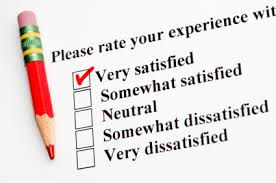 Please rate your experience wit
Very satisfied
Somewhat satisfied
Neutral
Somewhat dissatisfied
Very dissatisfied